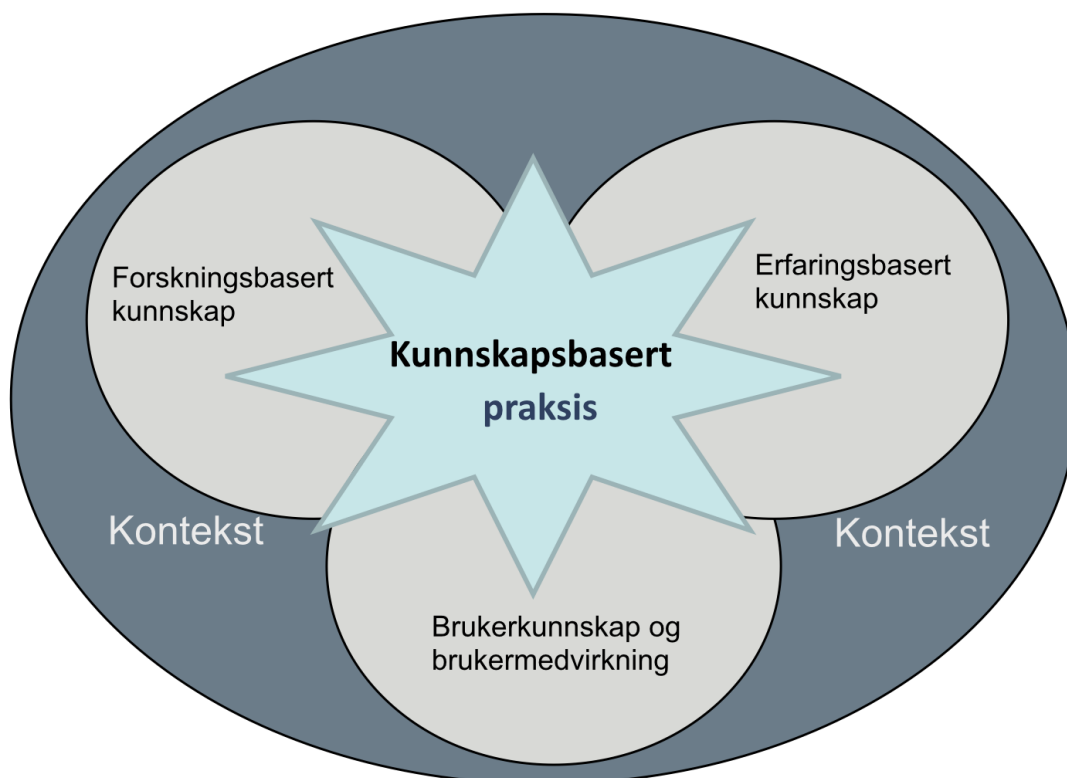 Forskningsbasert
kunnskap
Erfaringsbasert
kunnskap
Kunnskapsbasert
praksis
Kontekst
Kontekst
Brukerkunnskap og
brukermedvirkning